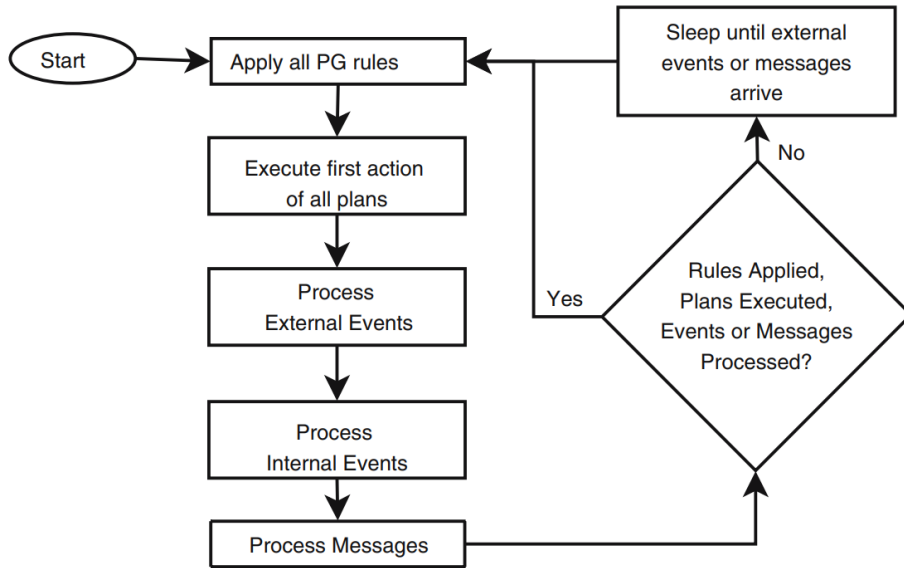 Start
Apply all PG rules
Execute first action
of all plans
Process
External Events
Process
Internal Events
Process Messages
Sleep until external
events or messages
arrive
No
Rules Applied,
Plans Executed,
Events or Messages
Processed?
Yes